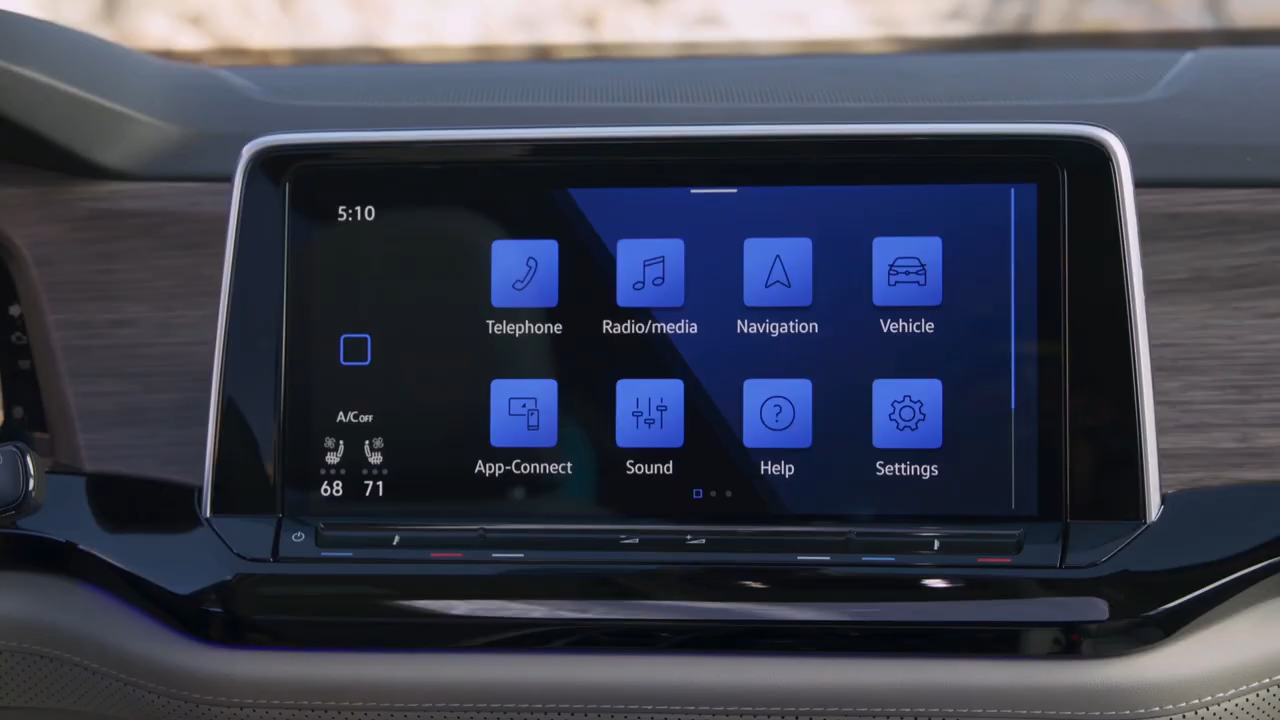 5:10
Telephone
Radio/media
Navigation
Vehicle
A/C OFF
App-Connect
Sound
Help
Settings
68
71